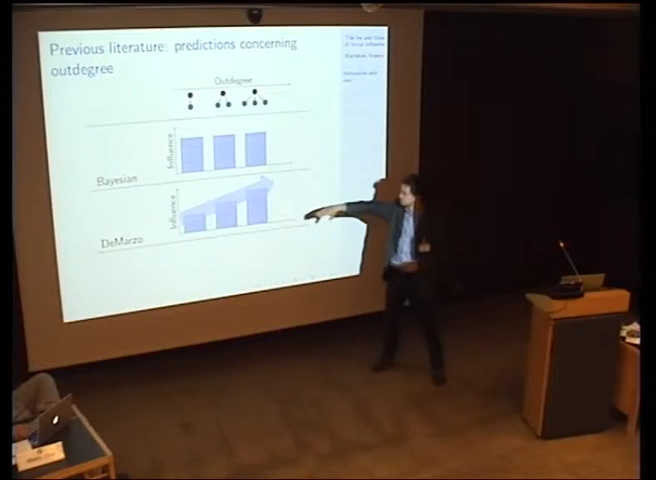 Previous literature: predictions concerning
outdegree
Outdegree
Influence
Bayesian
Influence
DeMarzo